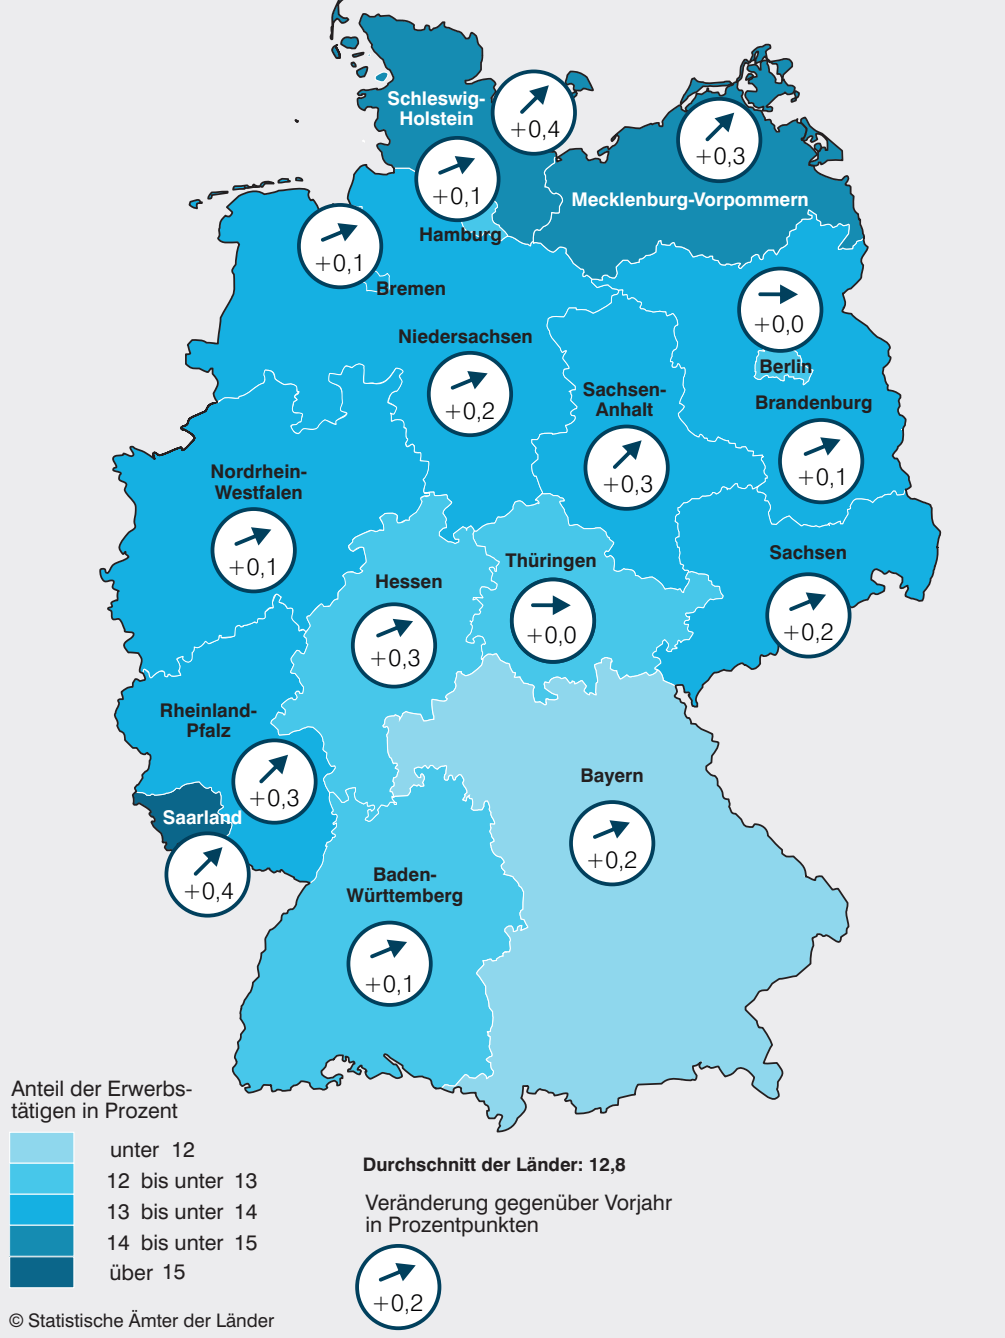 Schleswig-
Holstein
+0,4
+0,3
+0,1
Mecklenburg-Vorpommern
Hamburg
+0,1
Bremen
+0,0
Niedersachsen
Berlin
+0,2
Sachsen-
Anhalt
Brandenburg
+0,3
+0,1
Nordrhein-
Westfalen
+0,1
Hessen
Thüringen
Sachsen
+0,3
+0,0
+0,2
Rheinland-
Pfalz
+0,3
Bayern
+0,2
Saarland
+0,4
Baden-
Württemberg
+0,1
Anteil der Erwerbs-
tätigen in Prozent
unter 12
12 bis unter 13
13 bis unter 14
14 bis unter 15
über 15
Durchschnitt der Länder: 12,8
Veränderung gegenüber Vorjahr
in Prozentpunkten
+0,2
© Statistische Ämter der Länder